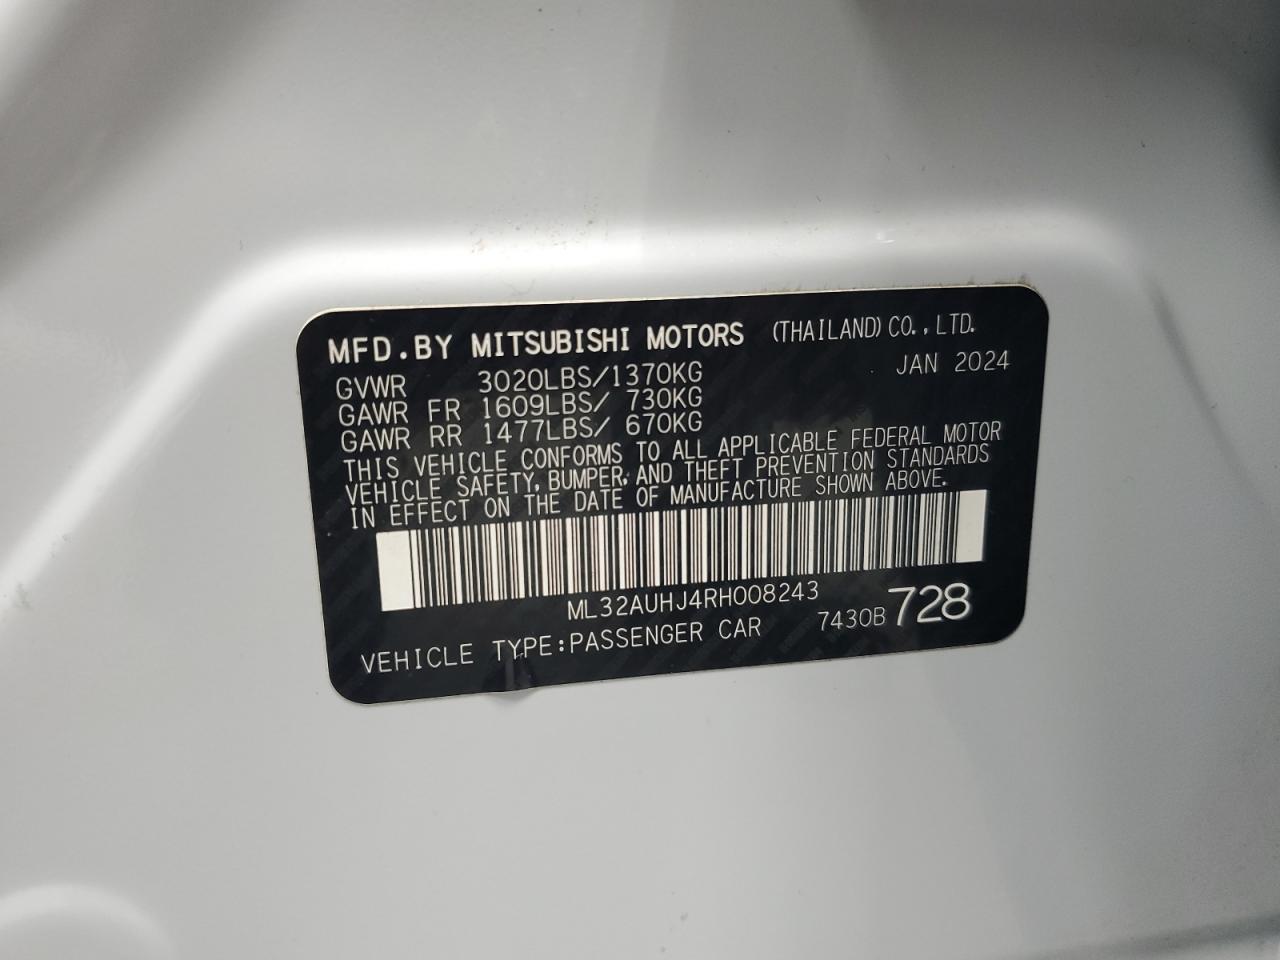 MFD.BY MITSUBISHI MOTORS (THAILAND) CO., LTD.
GVWR 3020LBS/1370KG JAN 2024
GAWR FR 1609LBS/ 730KG
GAWR RR 1477LBS/ 670KG
THIS VEHICLE CONFORMS TO ALL APPLICABLE FEDERAL MOTOR
VEHICLE SAFETY, BUMPER, AND THEFT PREVENTION STANDARDS
IN EFFECT ON THE DATE OF MANUFACTURE SHOWN ABOVE.
ML32AUHJ4RH008243
VEHICLE TYPE:PASSENGER CAR 7430B 728